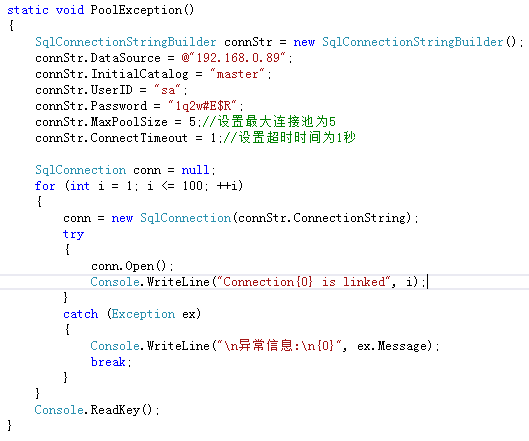 static void PoolException()
{
    SqlConnectionStringBuilder connStr = new SqlConnectionStringBuilder();
    connStr.DataSource = @"192.168.0.89";
    connStr.InitialCatalog = "master";
    connStr.UserID = "sa";
    connStr.Password = "1q2w#E$R";
    connStr.MaxPoolSize = 5;//设置最大连接池为5
    connStr.ConnectTimeout = 1;//设置超时时间为1秒

    SqlConnection conn = null;
    for (int i = 1; i <= 100; ++i)
    {
        conn = new SqlConnection(connStr.ConnectionString);
        try
        {
            conn.Open();
            Console.WriteLine("Connection{0} is linked", i);
        }
        catch (Exception ex)
        {
            Console.WriteLine("\n异常信息:\n{0}", ex.Message);
            break;
        }
    }
    Console.ReadKey();
}